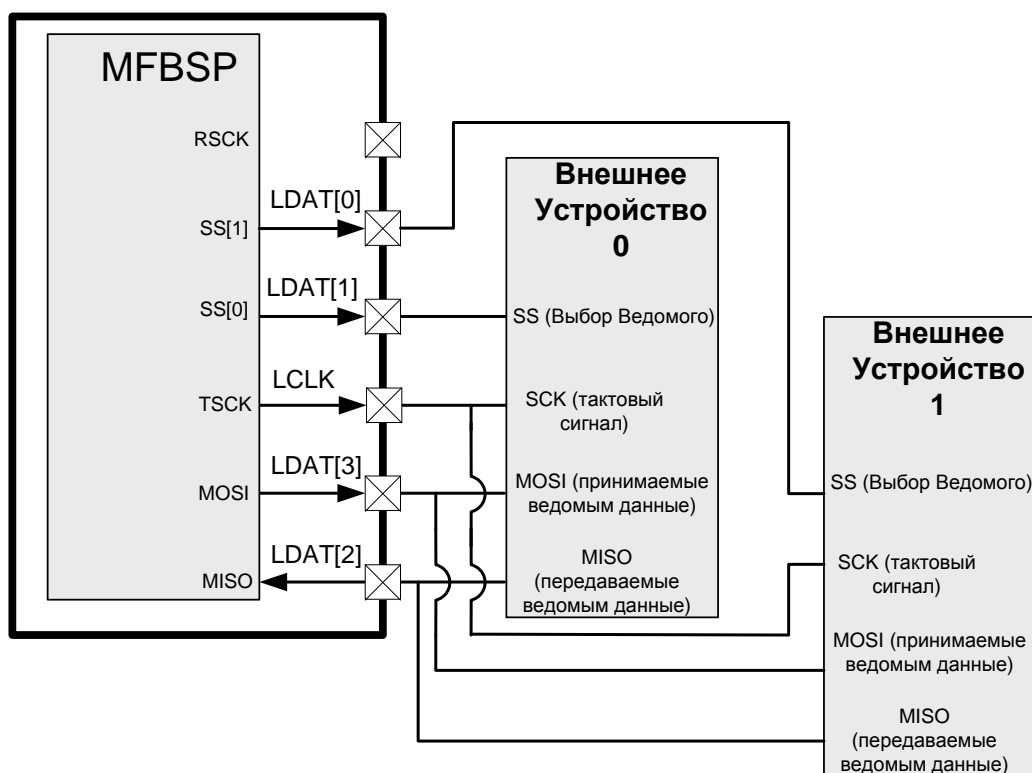 MFBSP
RSCK
LDAT[0]
SS[1]
LDAT[1]
SS[0]
LCLK
TSCK
LDAT[3]
MOSI
LDAT[2]
MISO
Внешнее
Устройство
0
SS (Выбор Ведомого)
SCK (тактовый
сигнал)
MOSI (принимаемые
ведомым данные)
MISO
(передаваемые
ведомым данные)
Внешнее
Устройство
1
SS (Выбор Ведомого)
SCK (тактовый
сигнал)
MOSI (принимаемые
ведомым данные)
MISO
(передаваемые
ведомым данные)